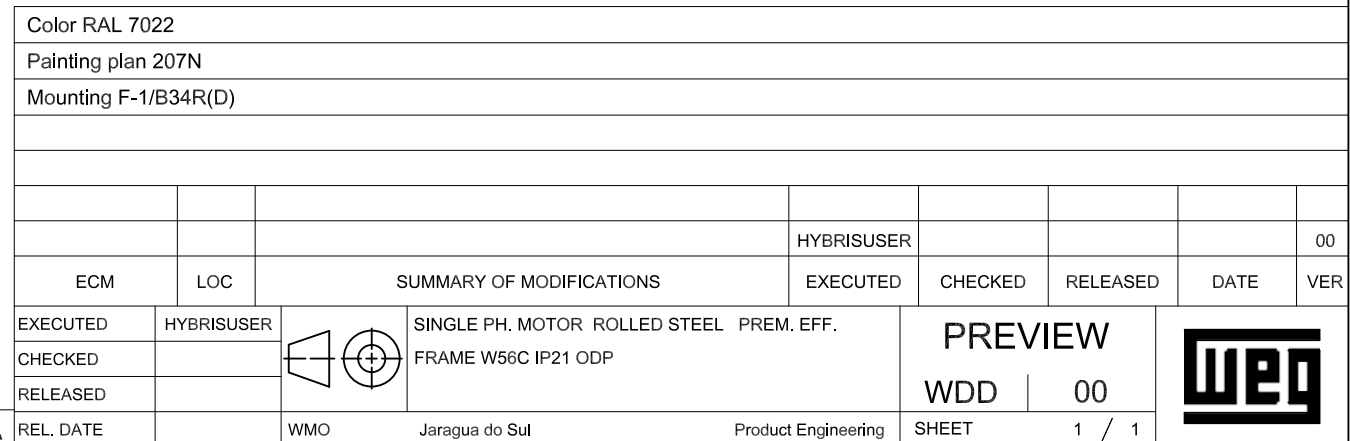 Color RAL 7022
Painting plan 207N
Mounting F-1/B34R(D)
HYBRISUSER 00
ECM LOC SUMMARY OF MODIFICATIONS EXECUTED CHECKED RELEASED DATE VER
EXECUTED HYBRISUSER SINGLE PH. MOTOR ROLLED STEEL PREM. EFF. PREVIEW
CHECKED FRAME W56C IP21 ODP
RELEASED WDD 00
REL. DATE WMO Jaragua do Sul Product Engineering SHEET 1 / 1
weg